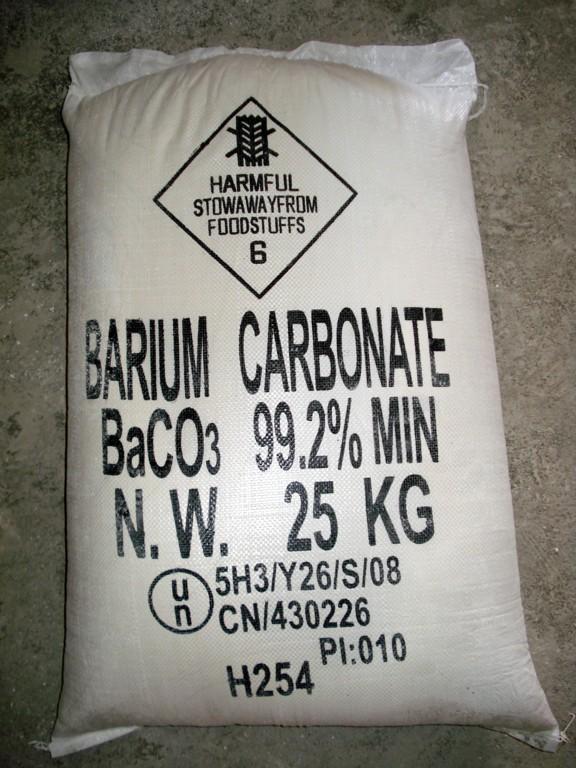 HARMFUL
STOWAWAYFROM
FOODSTUFFS
6
BARIUM CARBONATE
BaCO3 99.2% MIN
N. W. 25 KG
un 5H3/Y26/S/08
CN/430226
PI:010
H254